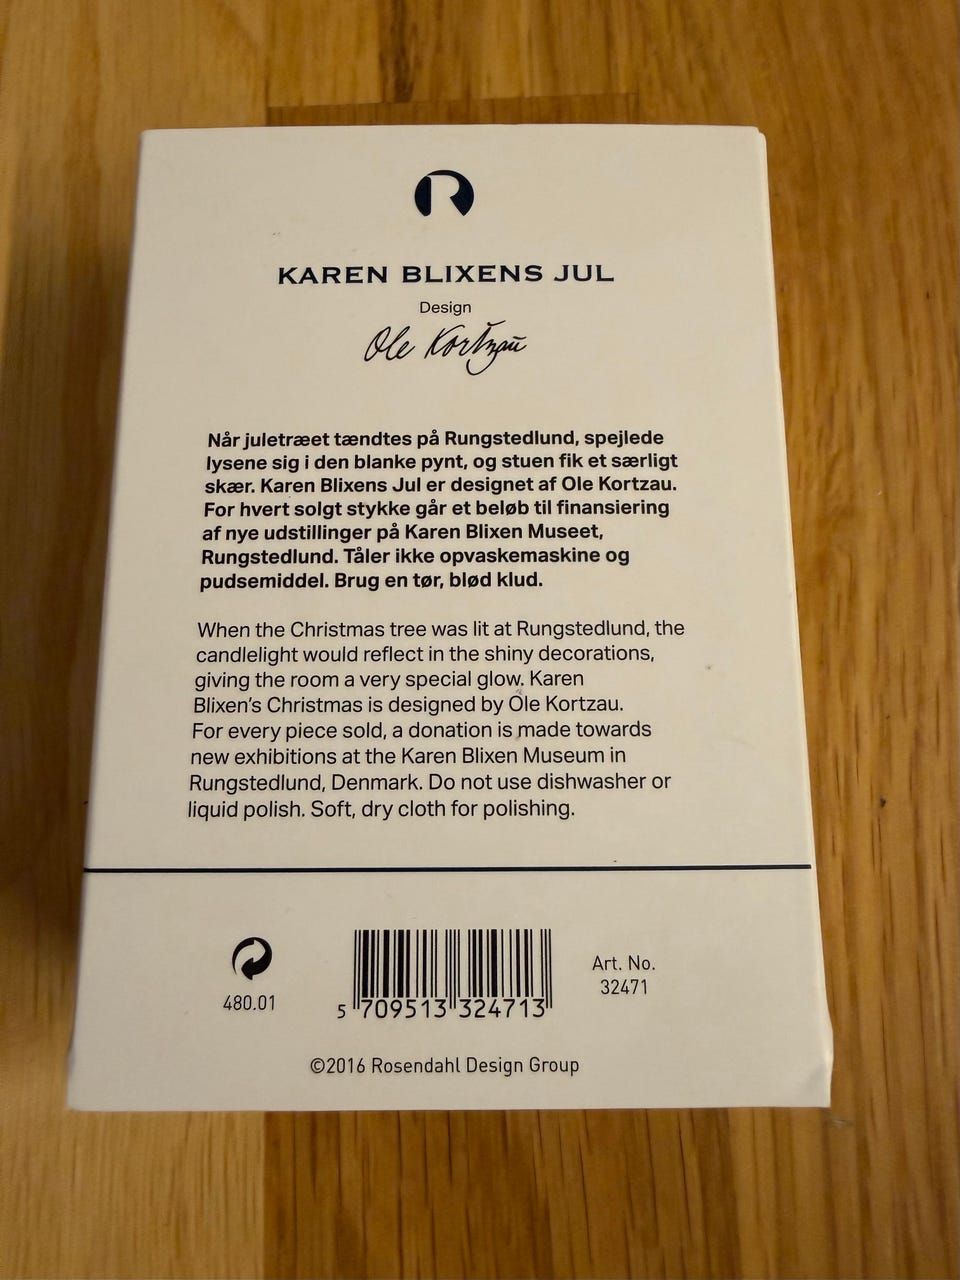 R
KAREN BLIXENS JUL
Design
Ole Kortzau
Når juletræet tændtes på Rungstedlund, spejlede
lysene sig i den blanke pynt, og stuen fik et særligt
skær. Karen Blixens Jul er designet af Ole Kortzau.
For hvert solgt stykke går et beløb til finansiering
af nye udstillinger på Karen Blixen Museet,
Rungstedlund. Tåler ikke opvaskemaskine og
pudsemiddel. Brug en tør, blød klud.
When the Christmas tree was lit at Rungstedlund, the
candlelight would reflect in the shiny decorations,
giving the room a very special glow. Karen
Blixen's Christmas is designed by Ole Kortzau.
For every piece sold, a donation is made towards
new exhibitions at the Karen Blixen Museum in
Rungstedlund, Denmark. Do not use dishwasher or
liquid polish. Soft, dry cloth for polishing.
480.01
5 709513 324713
Art. No.
32471
©2016 Rosendahl Design Group